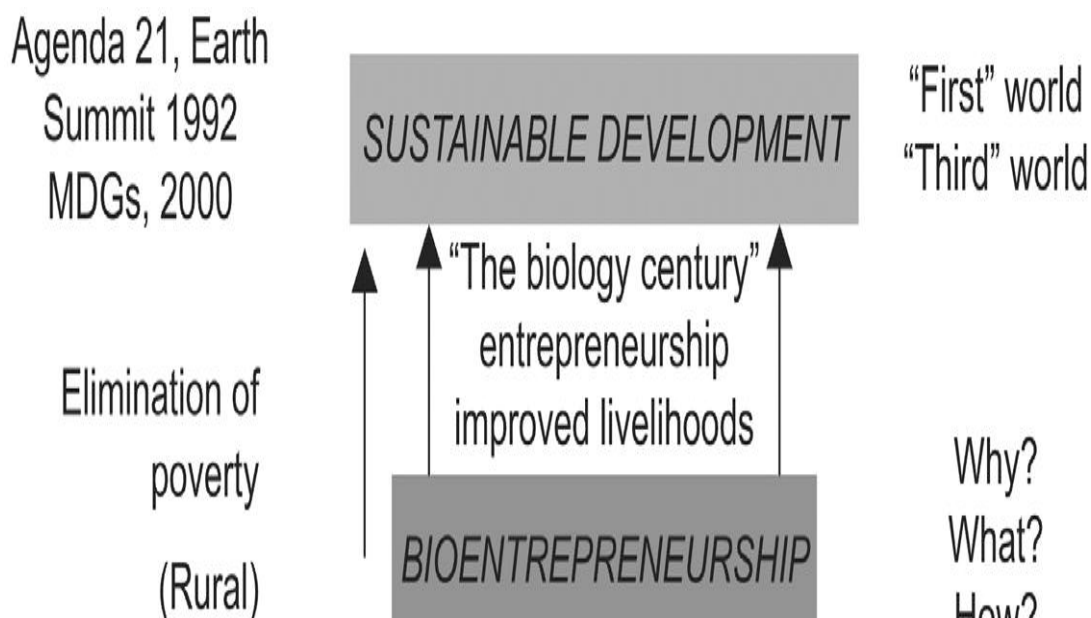 Agenda 21, Earth
Summit 1992
MDGs, 2000
SUSTAINABLE DEVELOPMENT
“First” world
“Third” world
“The biology century”
entrepreneurship
improved livelihoods
Elimination of
poverty
(Rural)
BIOENTREPRENEURSHIP
Why?
What?
How?